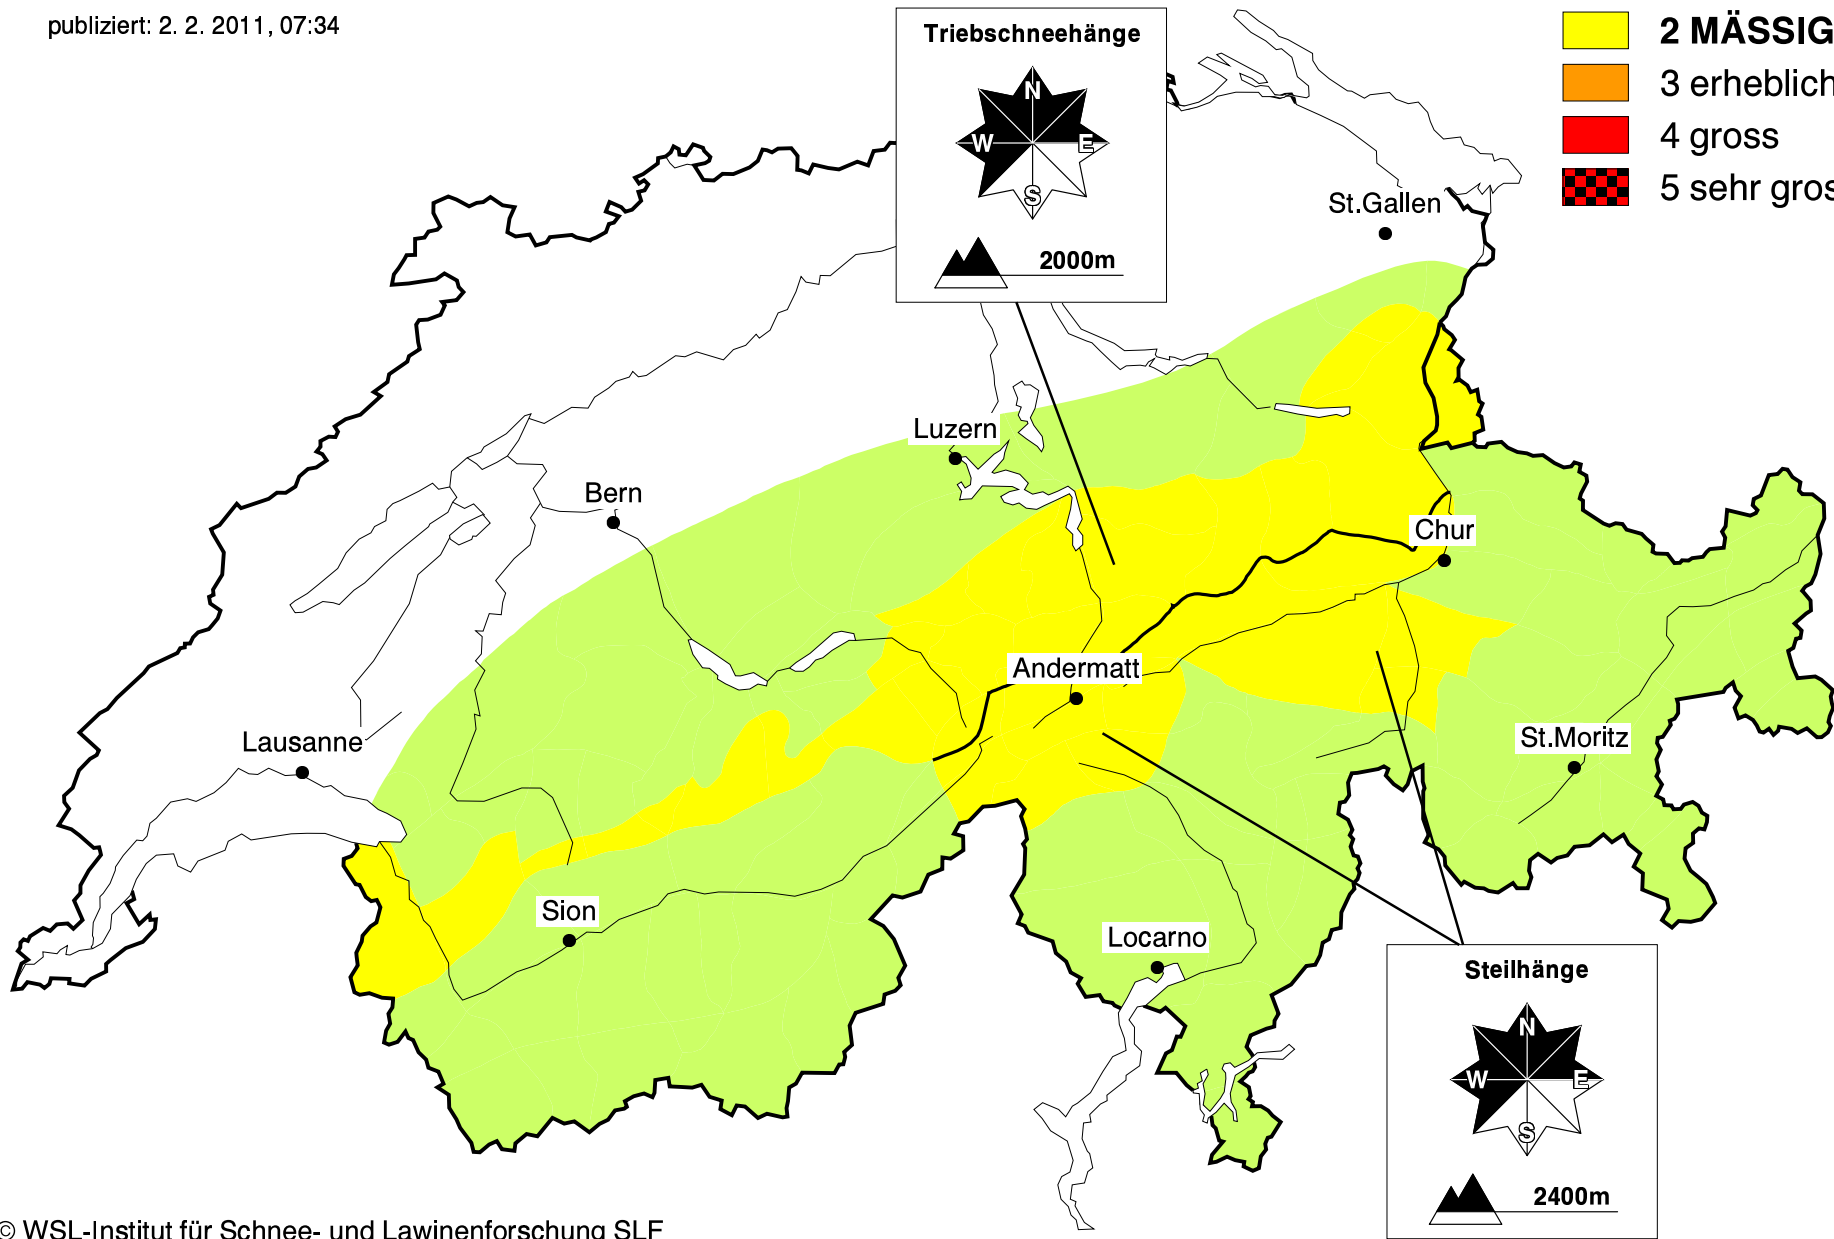 publiziert: 2. 2. 2011, 07:34
Triebschneehänge
N
W
E
S
2000m
2 MÄSSIG
3 erheblich
4 gross
5 sehr gros
St.Gallen
Luzern
Bern
Chur
Andermatt
Lausanne
St.Moritz
Sion
Locarno
Steilhänge
N
W
E
S
2400m
© WSL-Institut für Schnee- und Lawinenforschung SLF